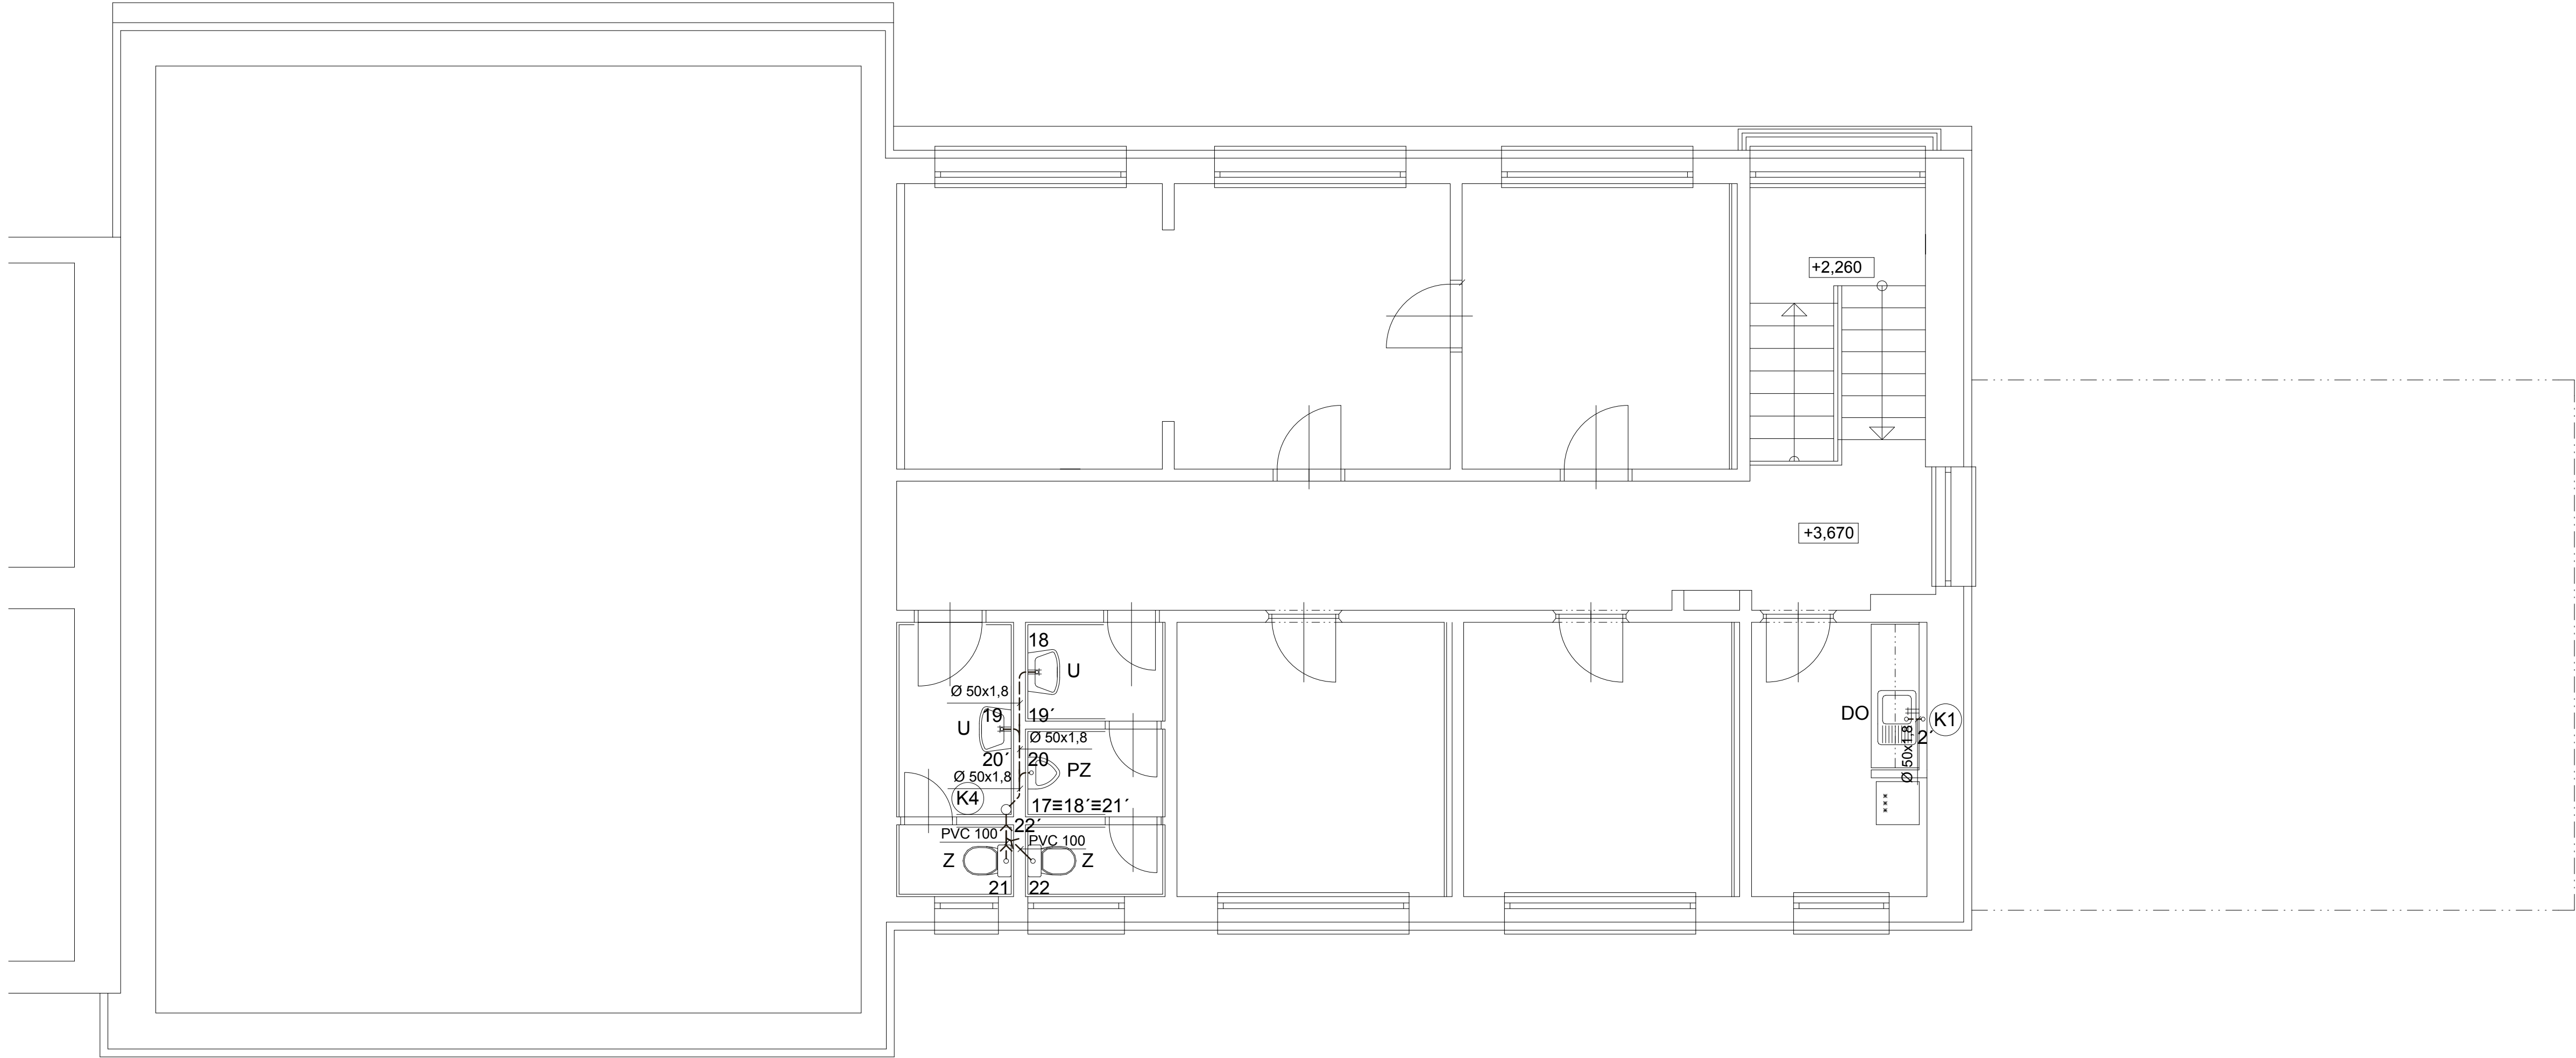 +2,260
+3,670
18
U
Ø 50x1,8
19
19´
U
Ø 50x1,8
20´
20
PZ
Ø 50x1,8
K4
17≡18´≡21´
22´
PVC 100
PVC 100
Z
Z
21
22
DO
K1
2´
Ø 50x1,8